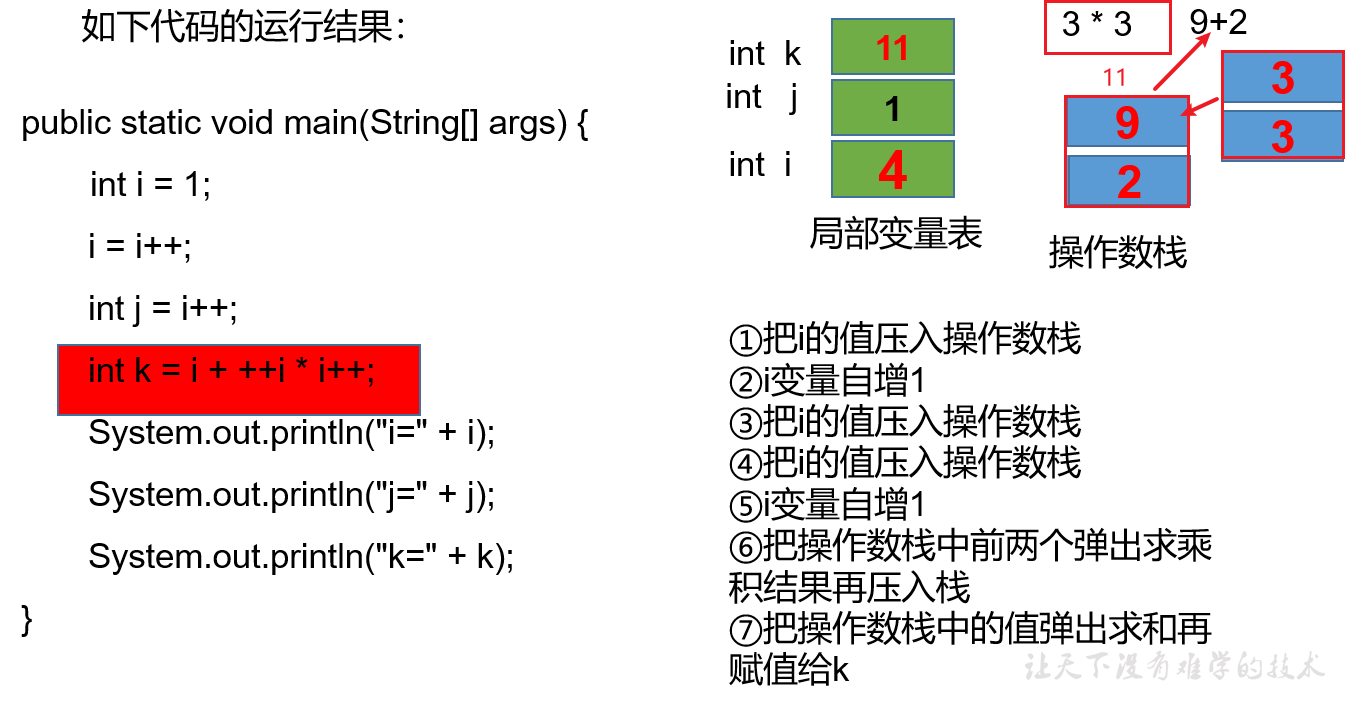 如下代码的运行结果：
public static void main(String[] args) {
int i = 1;
i = i++;
int j = i++;
int k = i + ++i * i++;
System.out.println("i=" + i);
System.out.println("j=" + j);
System.out.println("k=" + k);
}
int k
11
int j
1
int i
4
局部变量表
3 * 3
9+2
11
9
2
3
3
操作数栈
①把i的值压入操作数栈
②i变量自增1
③把i的值压入操作数栈
④把i的值压入操作数栈
⑤i变量自增1
⑥把操作数栈中前两个弹出求乘
积结果再压入栈
⑦把操作数栈中的值弹出求和再
赋值给k
让天下没有难学的技术